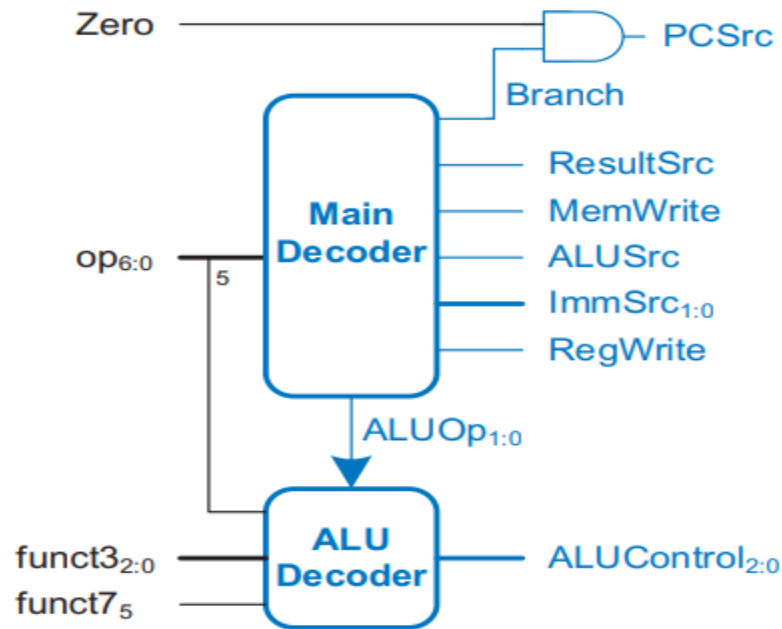 Zero
PCSrc
Branch
Main
Decoder
ResultSrc
MemWrite
op6:0
5
ALUSrc
ImmSrc1:0
RegWrite
ALUOp1:0
ALU
Decoder
funct32:0
ALUControl2:0
funct75